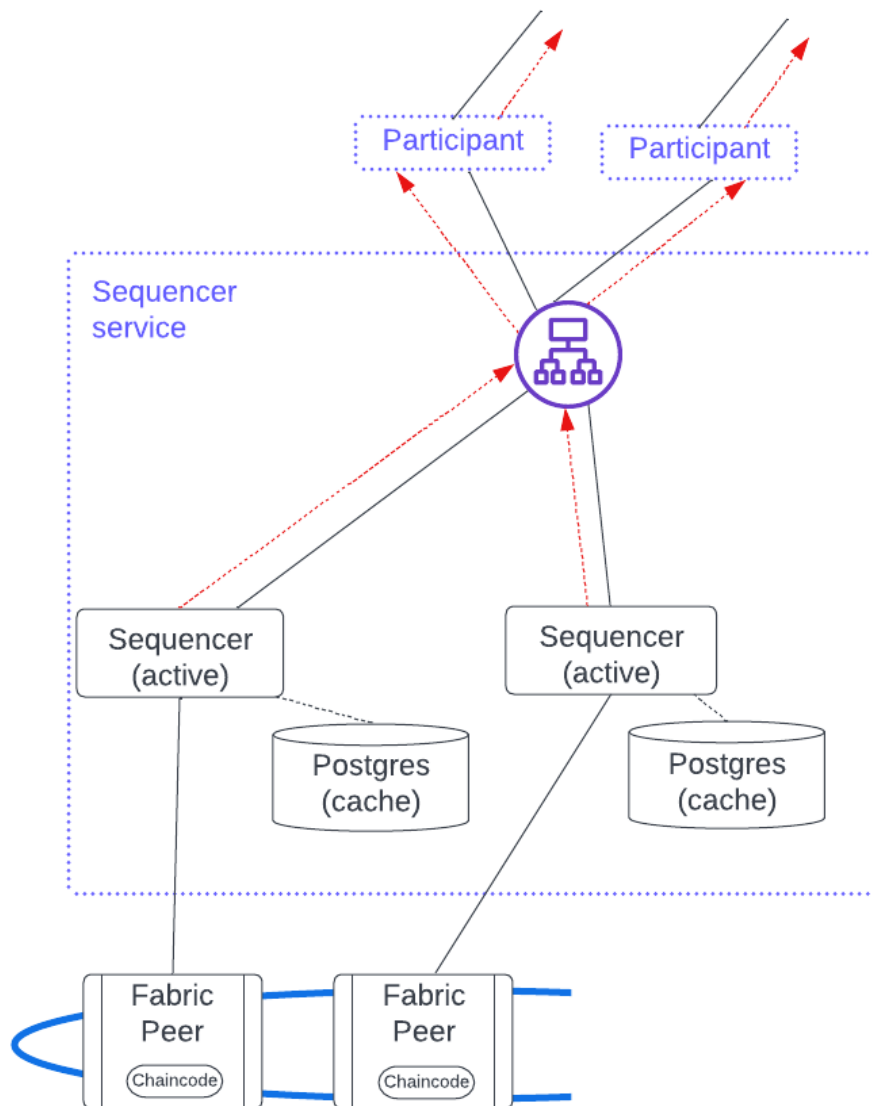 Participant
Participant
Sequencer
service
Sequencer
(active)
Sequencer
(active)
Postgres
(cache)
Postgres
(cache)
Fabric
Peer
Chaincode
Fabric
Peer
Chaincode